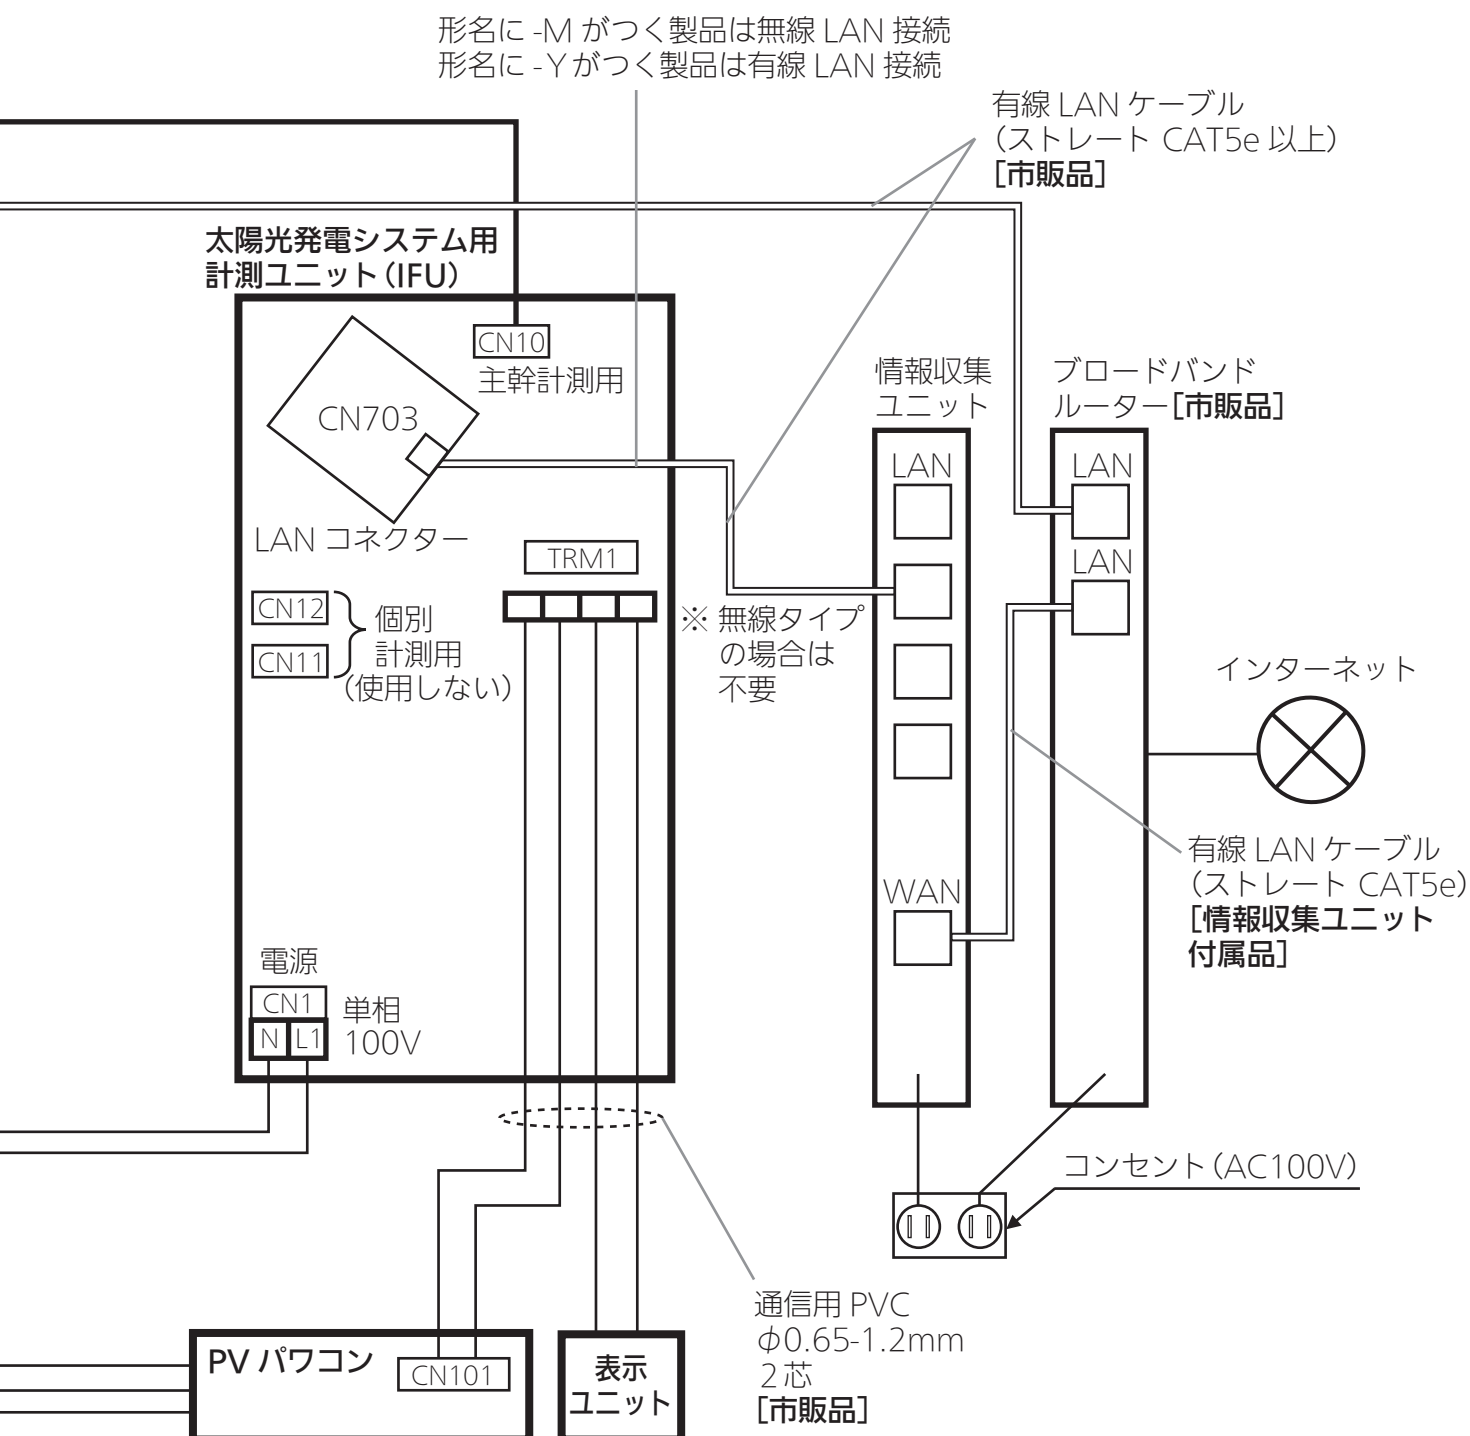 形名に -M がつく製品は無線 LAN 接続
形名に -Y がつく製品は有線 LAN 接続
有線 LAN ケーブル
（ストレート CAT5e 以上）
［市販品］
太陽光発電システム用
計測ユニット（IFU）
CN10
主幹計測用
CN703
LAN コネクター
TRM1
CN12
CN11
個別
計測用
（使用しない）
※ 無線タイプ
の場合は
不要
情報収集
ユニット
LAN
WAN
ブロードバンド
ルーター［市販品］
LAN
LAN
インターネット
有線 LAN ケーブル
（ストレート CAT5e）
［情報収集ユニット
付属品］
電源
CN1
N L1
単相
100V
コンセント（AC100V）
通信用 PVC
φ0.65-1.2mm
2芯
［市販品］
PV パワコン
CN101
表示
ユニット